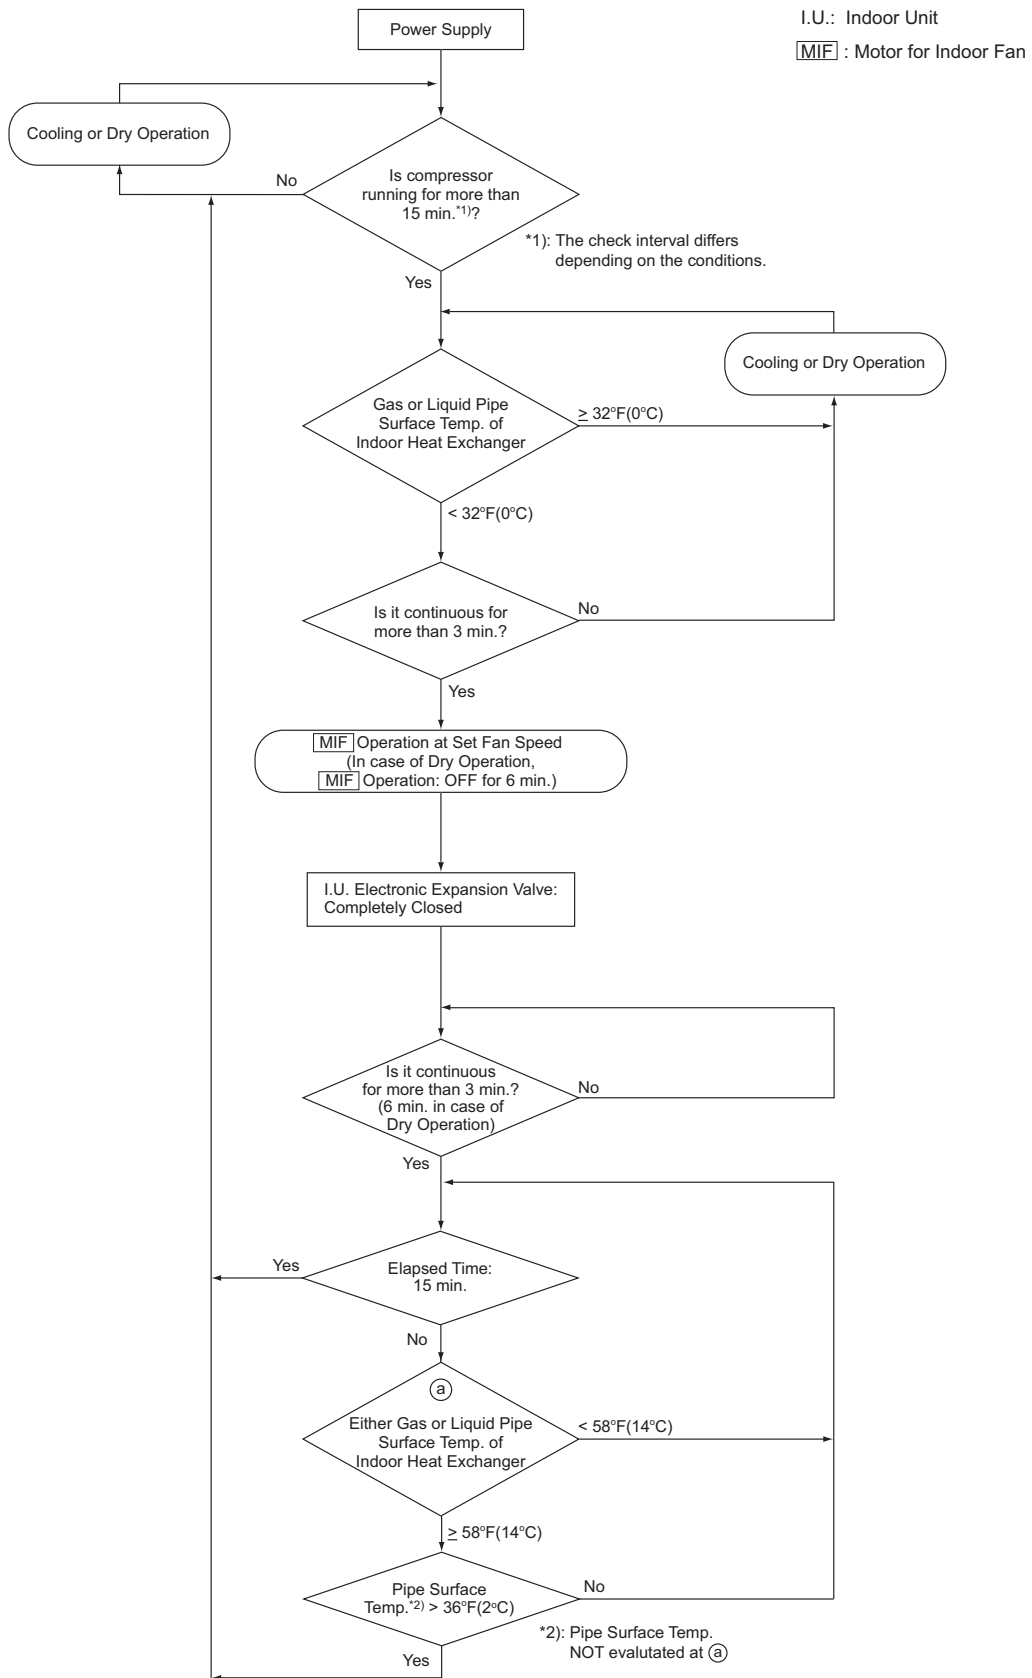 Power Supply
I.U.: Indoor Unit
MIF : Motor for Indoor Fan
Cooling or Dry Operation
No
Is compressor
running for more than
15 min.*1)?
*1): The check interval differs
depending on the conditions.
Yes
Cooling or Dry Operation
Gas or Liquid Pipe
Surface Temp. of
Indoor Heat Exchanger
≥ 32°F(0°C)
< 32°F(0°C)
Is it continuous for
more than 3 min.?
No
Yes
MIF Operation at Set Fan Speed
(In case of Dry Operation,
MIF Operation: OFF for 6 min.)
I.U. Electronic Expansion Valve:
Completely Closed
Is it continuous
for more than 3 min.?
(6 min. in case of
Dry Operation)
No
Yes
Yes
Elapsed Time:
15 min.
No
ⓐ
Either Gas or Liquid Pipe
Surface Temp. of
Indoor Heat Exchanger
< 58°F(14°C)
≥ 58°F(14°C)
Pipe Surface
Temp.*2) > 36°F(2°C)
No
*2): Pipe Surface Temp.
NOT evalutated at ⓐ
Yes